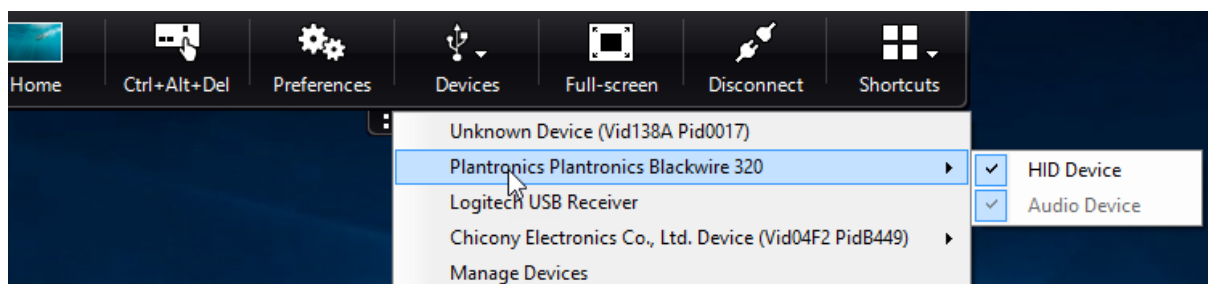 Home Ctrl+Alt+Del Preferences Devices Full-screen Disconnect Shortcuts
Unknown Device (Vid138A Pid0017)
Plantronics Plantronics Blackwire 320
HID Device
Logitech USB Receiver
Audio Device
Chicony Electronics Co., Ltd. Device (Vid04F2 PidB449)
Manage Devices